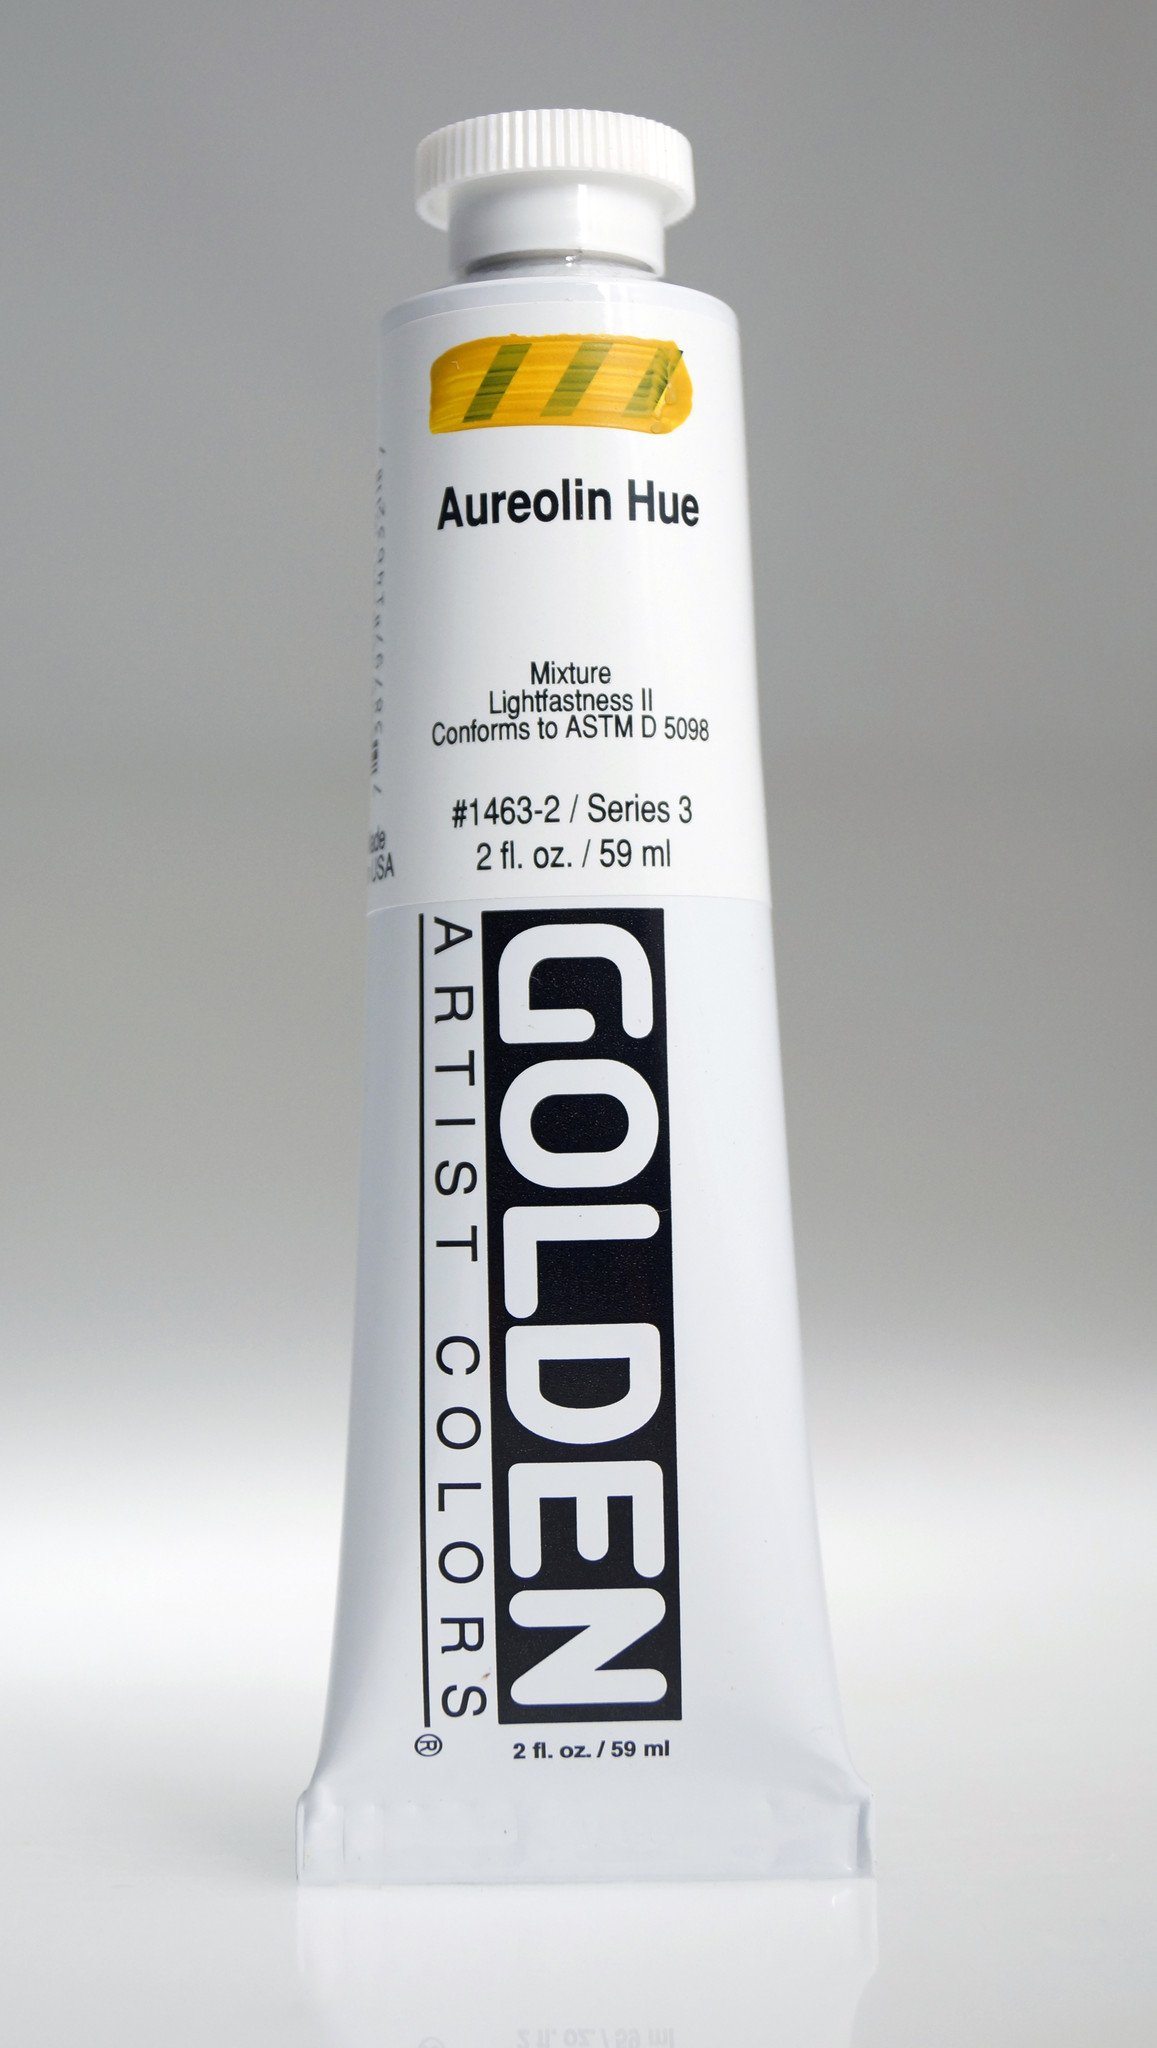 Aureolin Hue
Mixture
Lightfastness II
Conforms to ASTM D 5098
#1463-2 / Series 3
2 fl. oz. / 59 ml
USA
GOLDEN
ARTIST COLORS®
2 fl. oz. / 59 ml